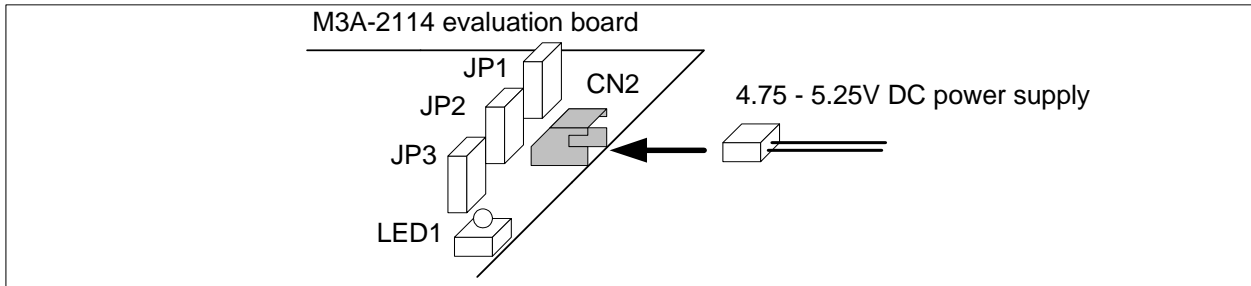 M3A-2114 evaluation board
JP1
CN2
4.75 - 5.25V DC power supply
JP2
JP3
LED1